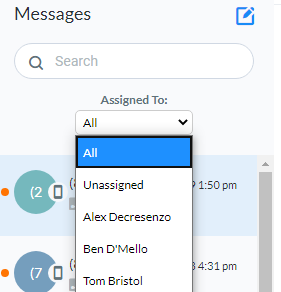 Messages
Search
Assigned To:
All
All
Unassigned
1:50 pm
(2
Alex Decresenzo
Ben D'Mello
4:31 pm
(7
Tom Bristol